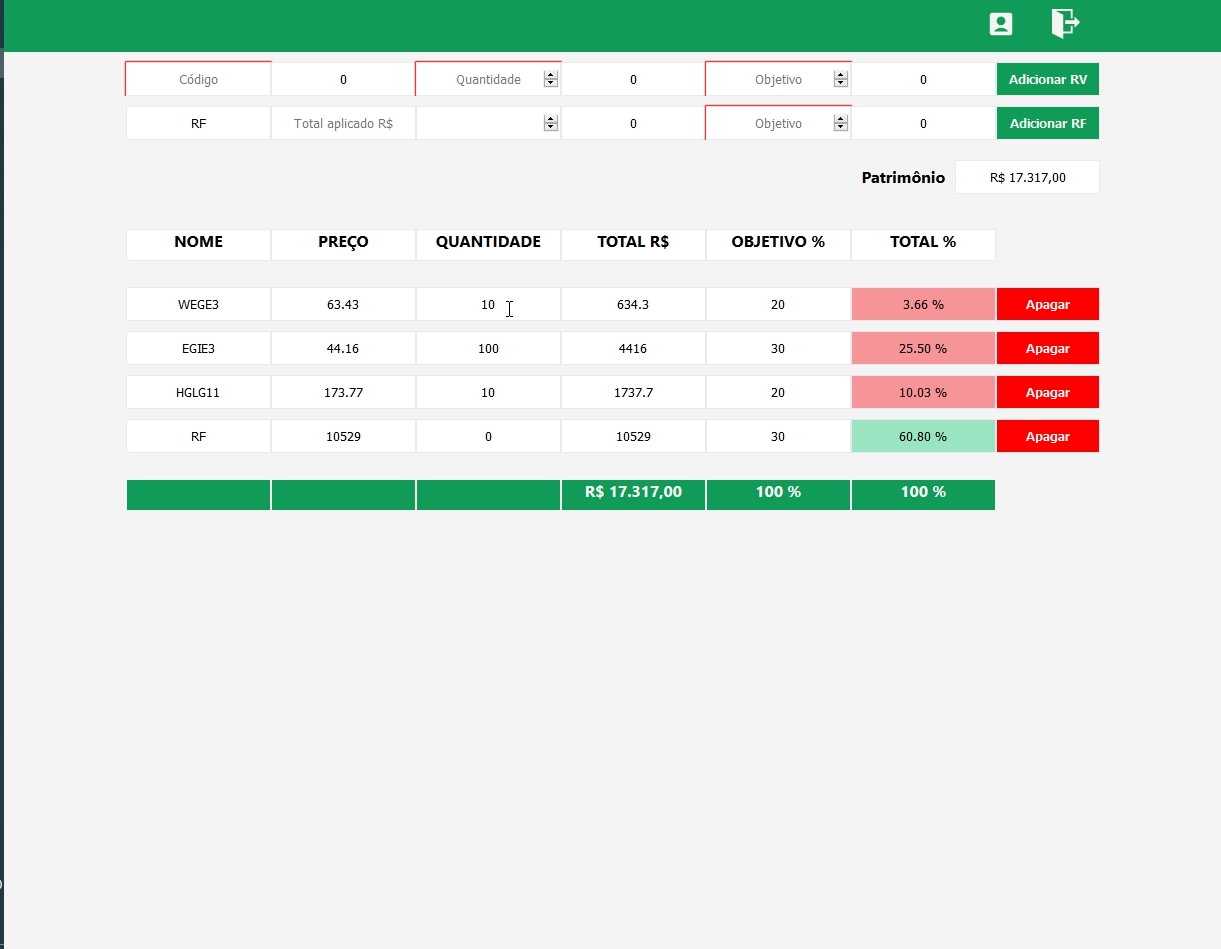 Código 0 Quantidade 0 Objetivo 0 Adicionar RV
RF Total aplicado R$ 0 Objetivo 0 Adicionar RF
Patrimônio R$ 17.317,00
NOME PREÇO QUANTIDADE TOTAL R$ OBJETIVO % TOTAL %
WEGE3 63.43 10 634.3 20 3.66 % Apagar
EGIE3 44.16 100 4416 30 25.50 % Apagar
HGLG11 173.77 10 1737.7 20 10.03 % Apagar
RF 10529 0 10529 30 60.80 % Apagar
R$ 17.317,00 100 % 100 %